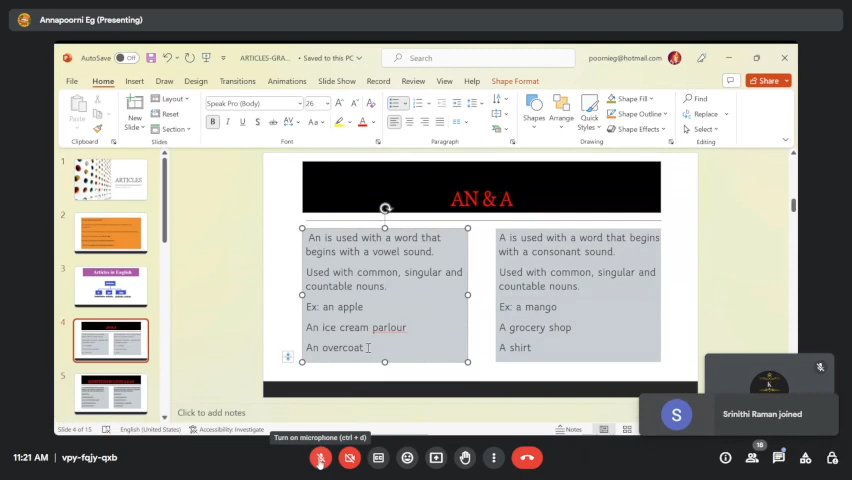 Annapoorni Eg (Presenting)
AutoSave Off ARTICLES-GRA... • Saved to this PC Search poornieg@hotmail.com
File Home Insert Draw Design Transitions Animations Slide Show Record Review View Help Shape Format Share
Paste New Slide Layout Reset Section Speak Pro (Body) 26 Shapes Arrange Quick Styles Shape Fill Shape Outline Shape Effects Find Replace Select
Clipboard Slides Font Paragraph Drawing Editing
1 ARTICLES
2
3 Articles in English
4
5
AN & A
An is used with a word that
begins with a vowel sound.
Used with common, singular and
countable nouns.
Ex: an apple
An ice cream parlour
An overcoat
A is used with a word that begins
with a consonant sound.
Used with common, singular and
countable nouns.
Ex: a mango
A grocery shop
A shirt
K
S Srinithi Raman joined
Click to add notes
Slide 4 of 15 English (United States) Accessibility: Investigate Notes
Turn on microphone (ctrl + d)
11:21 AM vpy-fqjy-qxb 18